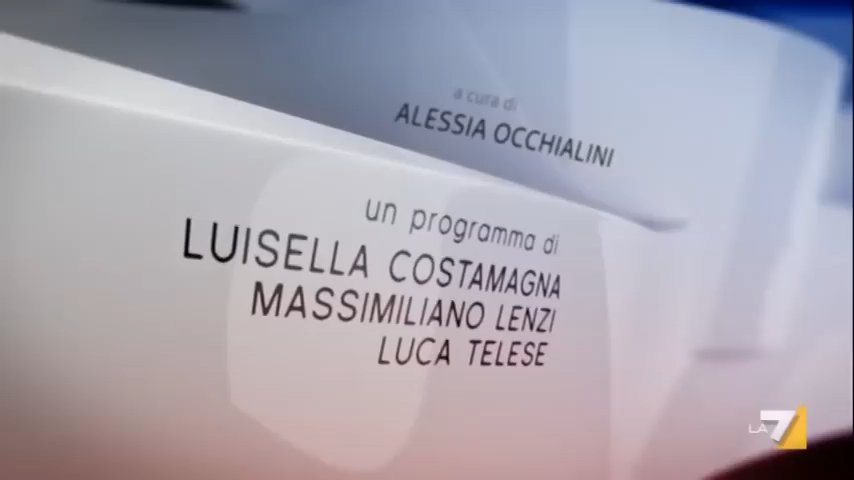 a cura di
ALESSIA OCCHIALINI
un programma di
LUISELLA COSTAMAGNA
MASSIMILIANO LENZI
LUCA TELESE
LA7